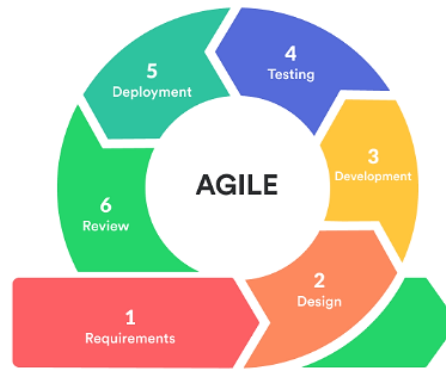 AGILE
1
Requirements
2
Design
3
Development
4
Testing
5
Deployment
6
Review